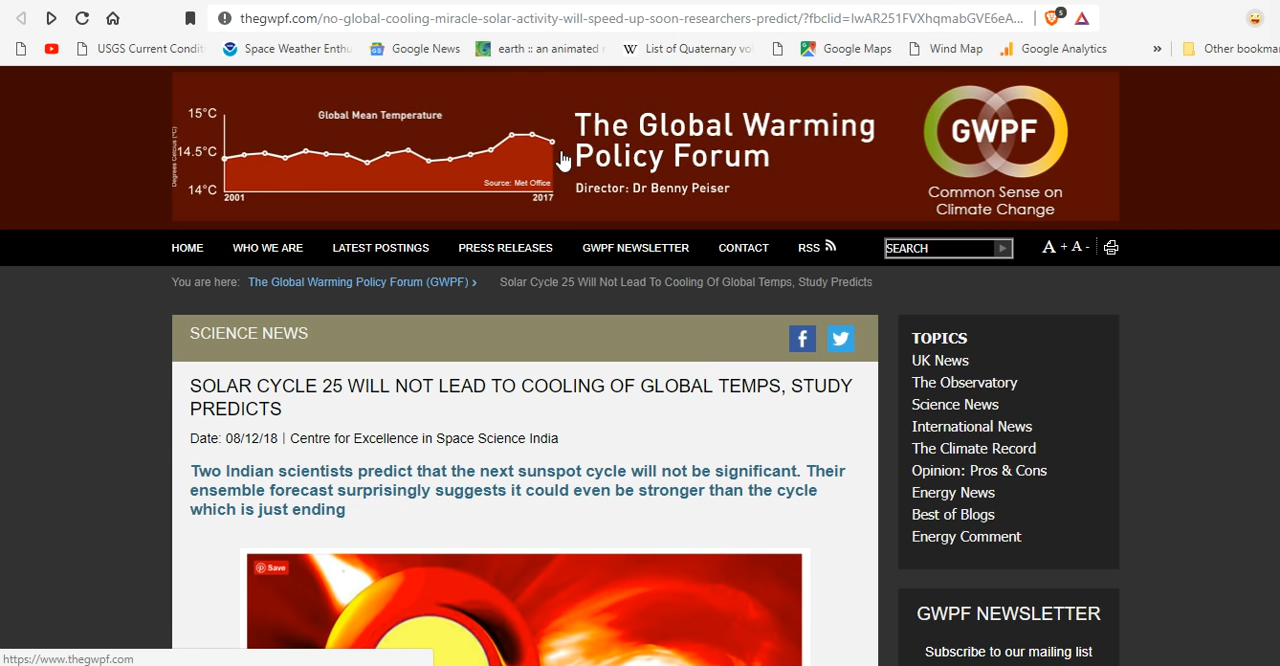 thegwpf.com/no-global-cooling-miracle-solar-activity-will-speed-up-soon-researchers-predict/?fbclid=IwAR251FVXhqmabGVE6eA...
5
USGS Current Condit
Space Weather Enthu
Google News
earth :: an animated
W List of Quaternary vo
Google Maps
Wind Map
Google Analytics
»
Other bookma
Global Mean Temperature
15°C
14.5°C
14°C
Degrees Celcius (°C)
Source: Met Office
2001
2017
The Global Warming
Policy Forum
Director: Dr Benny Peiser
GWPF
Common Sense on
Climate Change
HOME WHO WE ARE LATEST POSTINGS PRESS RELEASES GWPF NEWSLETTER CONTACT RSS SEARCH A + A -
You are here: The Global Warming Policy Forum (GWPF) › Solar Cycle 25 Will Not Lead To Cooling Of Global Temps, Study Predicts
SCIENCE NEWS
f
SOLAR CYCLE 25 WILL NOT LEAD TO COOLING OF GLOBAL TEMPS, STUDY
PREDICTS
Date: 08/12/18 | Centre for Excellence in Space Science India
Two Indian scientists predict that the next sunspot cycle will not be significant. Their
ensemble forecast surprisingly suggests it could even be stronger than the cycle
which is just ending
Save
TOPICS
UK News
The Observatory
Science News
International News
The Climate Record
Opinion: Pros & Cons
Energy News
Best of Blogs
Energy Comment
GWPF NEWSLETTER
Subscribe to our mailing list
https://www.thegwpf.com